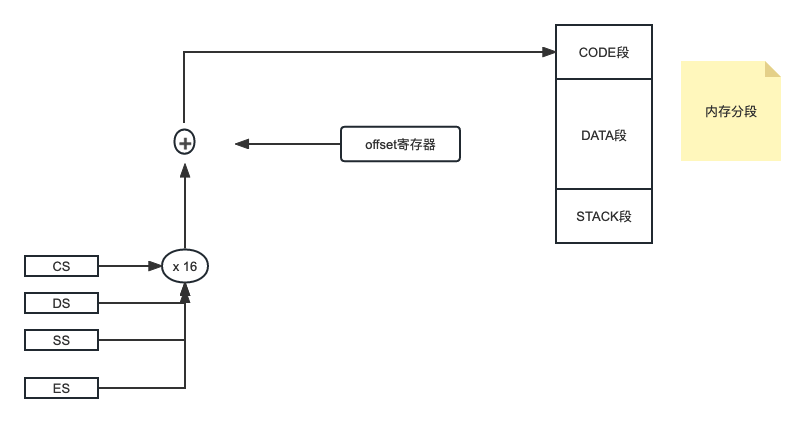 CODE段
内存分段
+
offset寄存器
DATA段
STACK段
CS
x 16
DS
SS
ES